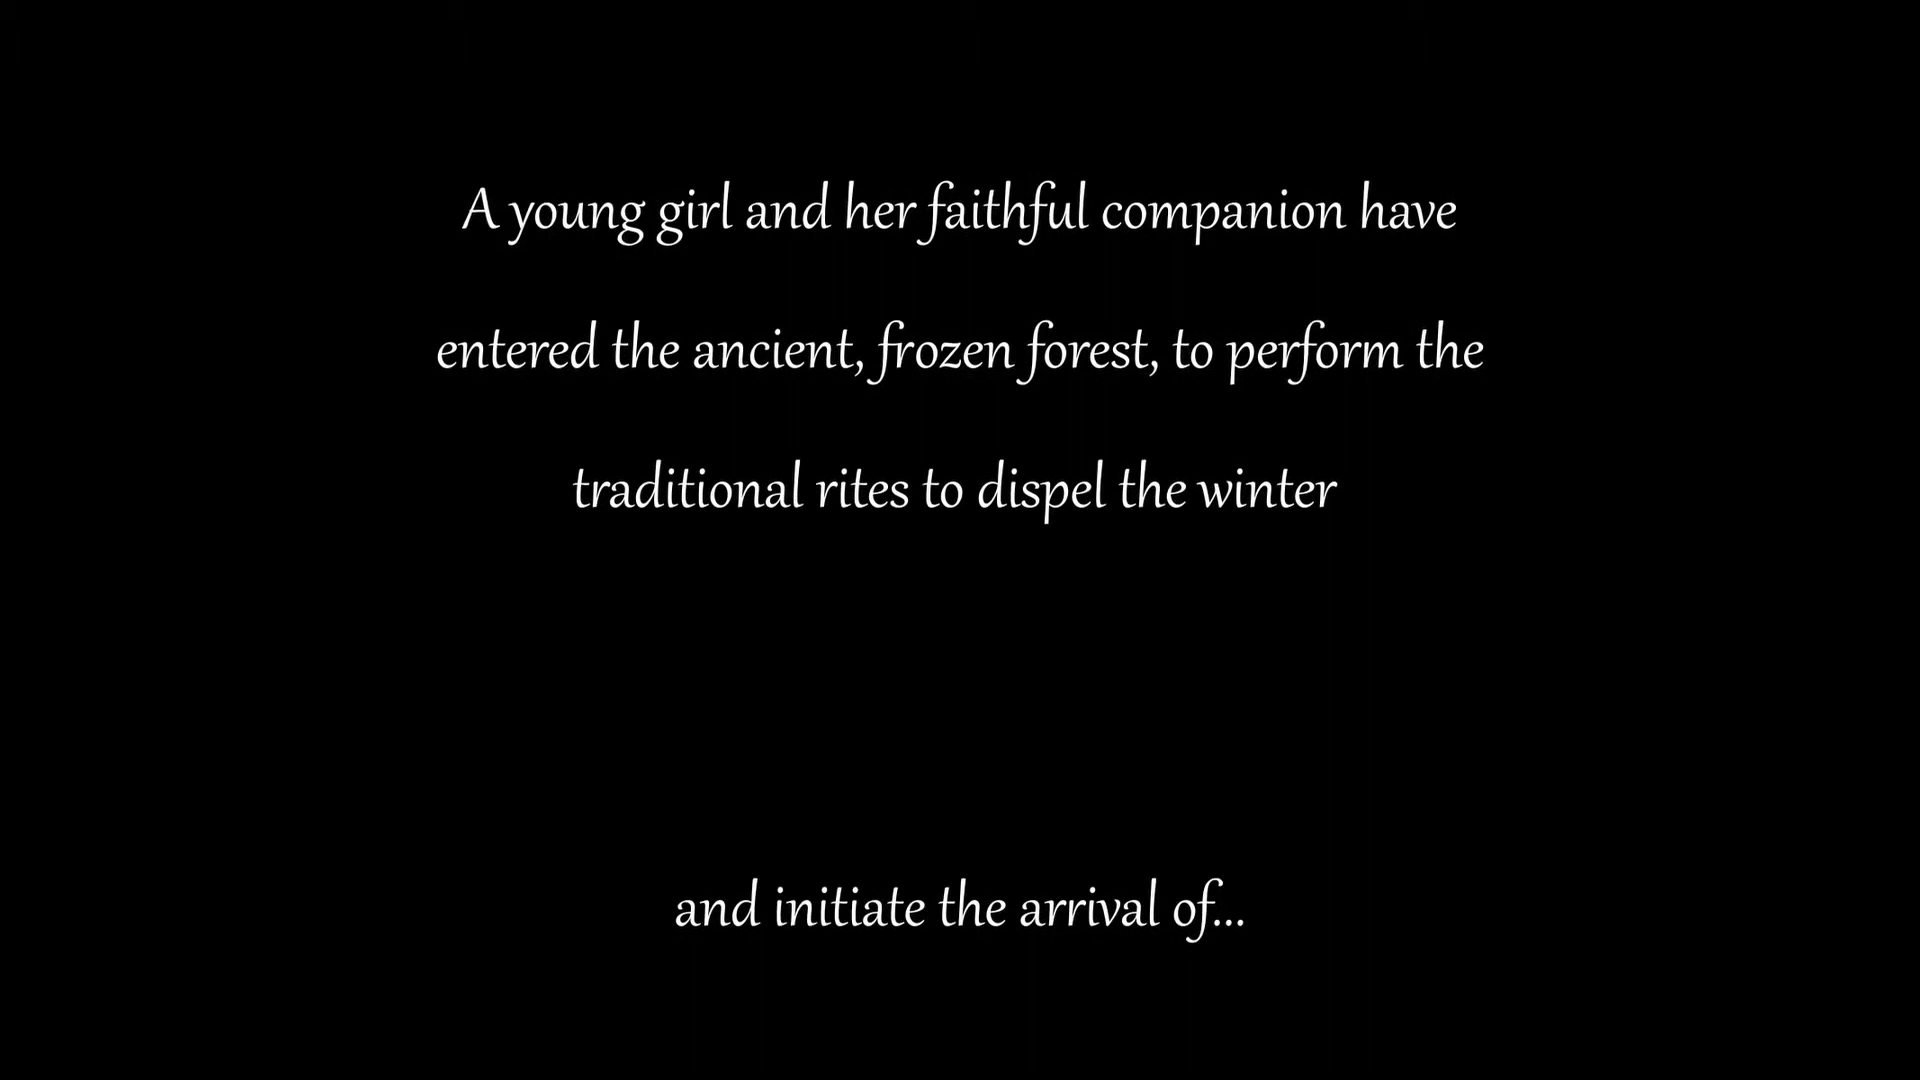 A young girl and her faithful companion have
entered the ancient, frozen forest, to perform the
traditional rites to dispel the winter
and initiate the arrival of...